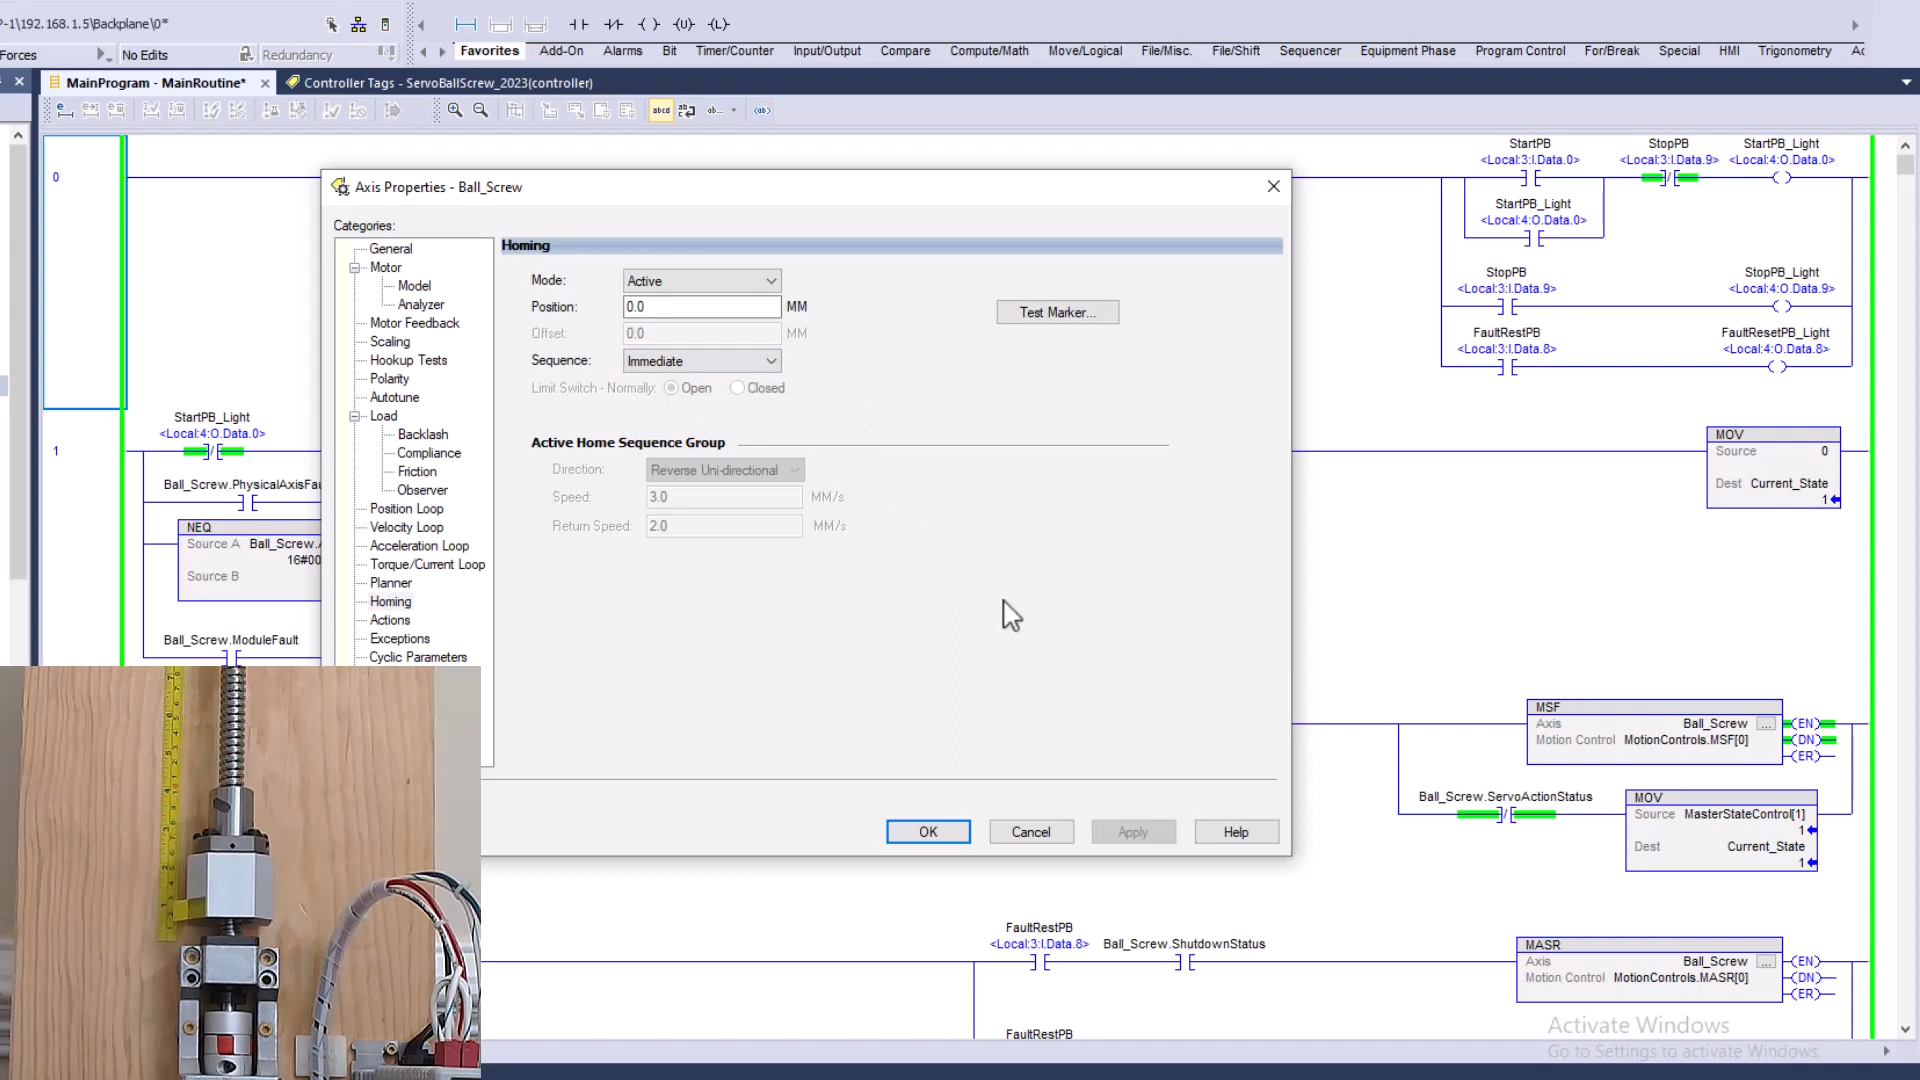 P-1\192.168.1.5\Backplane\0*
Forces
No Edits
Redundancy
Favorites Add-On Alarms Bit Timer/Counter Input/Output Compare Compute/Math Move/Logical File/Misc. File/Shift Sequencer Equipment Phase Program Control For/Break Special HMI Trigonometry
MainProgram - MainRoutine*
Controller Tags - ServoBallScrew_2023(controller)
0
StartPB
<Local:3:I.Data.0>
StopPB
<Local:3:I.Data.9>
StartPB_Light
<Local:4:O.Data.0>
StartPB_Light
<Local:4:O.Data.0>
StopPB
<Local:3:I.Data.9>
StopPB_Light
<Local:4:O.Data.9>
FaultRestPB
<Local:3:I.Data.8>
FaultResetPB_Light
<Local:4:O.Data.8>
Axis Properties - Ball_Screw
Categories:
General
Motor
Model
Analyzer
Motor Feedback
Scaling
Hookup Tests
Polarity
Autotune
Load
Backlash
Compliance
Friction
Observer
Position Loop
Velocity Loop
Acceleration Loop
Torque/Current Loop
Planner
Homing
Actions
Exceptions
Cyclic Parameters
Homing
Mode: Active
Position: 0.0 MM
Test Marker...
Offset: 0.0 MM
Sequence: Immediate
Limit Switch - Normally: Open Closed
Active Home Sequence Group
Direction: Reverse Uni-directional
Speed: 3.0 MM/s
Return Speed: 2.0 MM/s
OK
Cancel
Apply
Help
1
StartPB_Light
<Local:4:O.Data.0>
Ball_Screw.PhysicalAxisFau
NEQ
Source A Ball_Screw.A
16#00
Source B
Ball_Screw.ModuleFault
MOV
Source 0
Dest Current_State
1
MSF
Axis Ball_Screw ...
Motion Control MotionControls.MSF[0]
EN
DN
ER
Ball_Screw.ServoActionStatus
MOV
Source MasterStateControl[1]
1
Dest Current_State
1
FaultRestPB
<Local:3:I.Data.8>
Ball_Screw.ShutdownStatus
MASR
Axis Ball_Screw ...
Motion Control MotionControls.MASR[0]
EN
DN
ER
FaultRestPB
Activate Windows
Go to Settings to activate Windows.